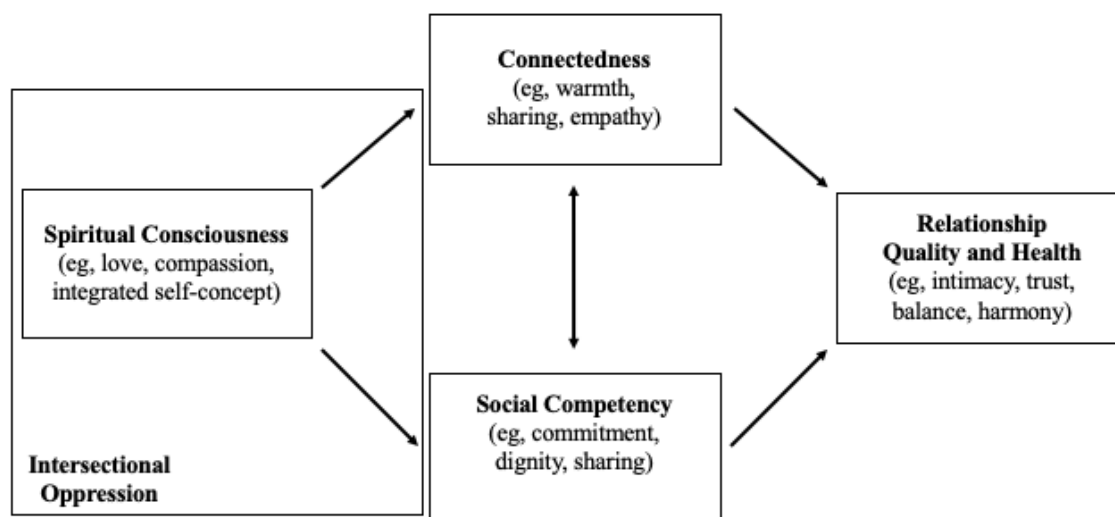 Connectedness
(eg, warmth,
sharing, empathy)
Spiritual Consciousness
(eg, love, compassion,
integrated self-concept)
Relationship
Quality and Health
(eg, intimacy, trust,
balance, harmony)
Social Competency
(eg, commitment,
dignity, sharing)
Intersectional
Oppression